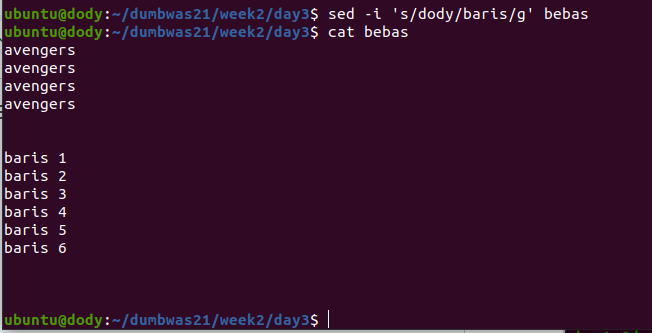 ubuntu@dody:~/dumbwas21/week2/day3$ sed -i 's/dody/baris/g' bebas
ubuntu@dody:~/dumbwas21/week2/day3$ cat bebas
avengers
avengers
avengers
avengers
baris 1
baris 2
baris 3
baris 4
baris 5
baris 6
ubuntu@dody:~/dumbwas21/week2/day3$